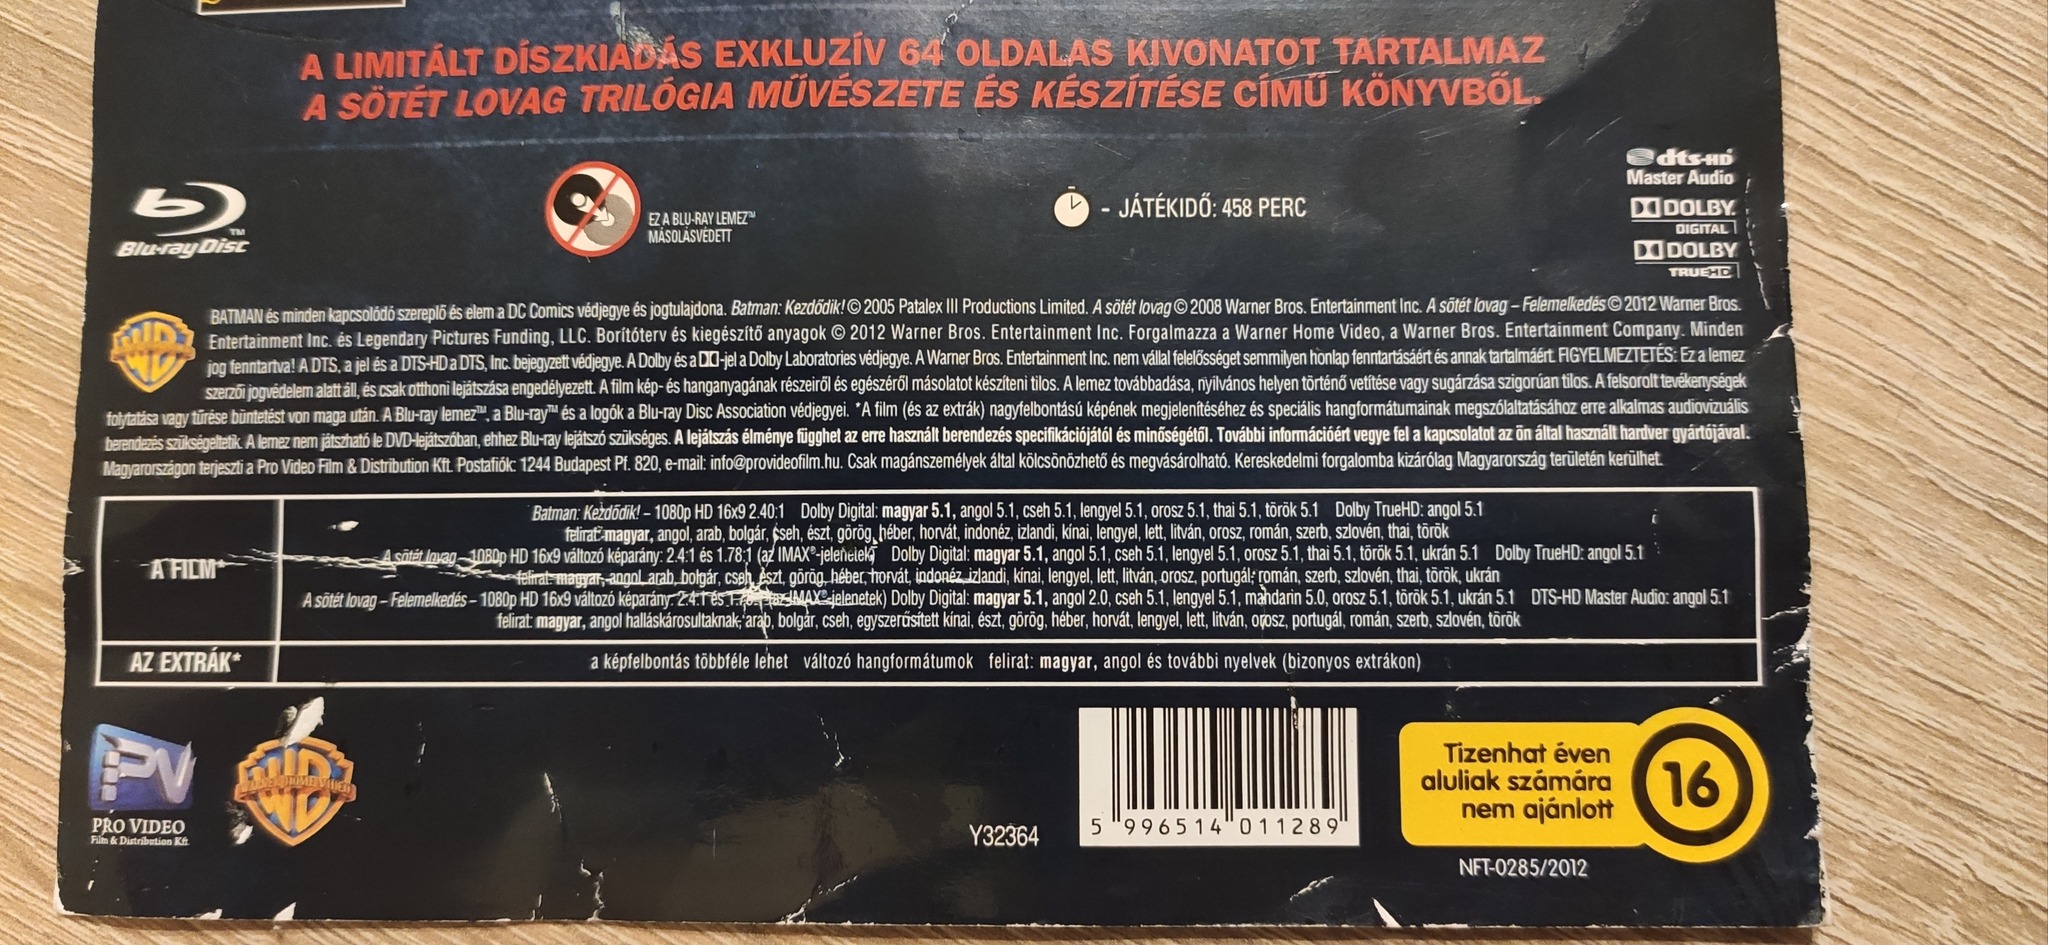 A LIMITÁLT DÍSZKIADÁS EXKLUZÍV 64 OLDALAS KIVONATOT TARTALMAZ
A SÖTÉT LOVAG TRILÓGIA MŰVÉSZETE ÉS KÉSZÍTÉSE CÍMŰ KÖNYVBŐL.
Blu-ray Disc™
EZ A BLU-RAY LEMEZ™
MÁSOLÁSVÉDETT
- JÁTÉKIDŐ: 458 PERC
dts-HD
Master Audio
DOLBY
DIGITAL
DOLBY
TRUEHD
BATMAN és minden kapcsolódó szereplő és elem a DC Comics védjegye és jogtulajdona. Batman: Kezdődik! © 2005 Patalex III Productions Limited. A sötét lovag © 2008 Warner Bros. Entertainment Inc. A sötét lovag – Felemelkedés © 2012 Warner Bros.
Entertainment Inc. és Legendary Pictures Funding, LLC. Borítóterv és kiegészítő anyagok © 2012 Warner Bros. Entertainment Inc. Forgalmazza a Warner Home Video, a Warner Bros. Entertainment Company. Minden
jog fenntartva! A DTS, a jel és a DTS-HD a DTS, Inc. bejegyzett védjegye. A Dolby és a -jel a Dolby Laboratories védjegye. A Warner Bros. Entertainment Inc. nem vállal felelősséget semmilyen honlap fenntartásáért és annak tartalmáért. FIGYELMEZTETÉS: Ez a lemez
szerzői jogvédelem alatt áll, és csak otthoni lejátszása engedélyezett. A film kép- és hanganyagának részeiről és egészéről másolatot készíteni tilos. A lemez továbbadása, nyilvános helyen történő vetítése vagy sugárzása szigorúan tilos. A felsorolt tevékenységek
folytatása vagy tűrése büntetést von maga után. A Blu-ray lemez™, a Blu-ray™ és a logók a Blu-ray Disc Association védjegyei. *A film (és az extrák) nagyfelbontású képének megjelenítéséhez és speciális hangformátumainak megszólaltatásához erre alkalmas audiovizuális
berendezés szükségeltetik. A lemez nem játszható le DVD-lejátszóban, ehhez Blu-ray lejátszó szükséges. A lejátszás élménye függhet az erre használt berendezés specifikációjától és minőségétől. További információért vegye fel a kapcsolatot az ön által használt hardver gyártójával.
Magyarországon terjeszti a Pro Video Film & Distribution Kft. Postafiók: 1244 Budapest Pf. 820, e-mail: info@provideofilm.hu. Csak magánszemélyek által kölcsönözhető és megvásárolható. Kereskedelmi forgalomba kizárólag Magyarország területén kerülhet.
A FILM*
Batman: Kezdődik! – 1080p HD 16x9 2.40:1 Dolby Digital: magyar 5.1, angol 5.1, cseh 5.1, lengyel 5.1, orosz 5.1, thai 5.1, török 5.1 Dolby TrueHD: angol 5.1
felirat: magyar, angol, arab, bolgár, cseh, észt, görög, héber, horvát, indonéz, izlandi, kínai, lengyel, lett, litván, orosz, román, szerb, szlovén, thai, török
A sötét lovag – 1080p HD 16x9 változó képarány: 2.4:1 és 1.78:1 (az IMAX®-jelenetek) Dolby Digital: magyar 5.1, angol 5.1, cseh 5.1, lengyel 5.1, orosz 5.1, thai 5.1, török 5.1, ukrán 5.1 Dolby TrueHD: angol 5.1
felirat: magyar, angol, arab, bolgár, cseh, észt, görög, héber, horvát, indonéz, izlandi, kínai, lengyel, lett, litván, orosz, portugál, román, szerb, szlovén, thai, török, ukrán
A sötét lovag – Felemelkedés – 1080p HD 16x9 változó képarány: 2.4:1 és (az IMAX®-jelenetek) Dolby Digital: magyar 5.1, angol 2.0, cseh 5.1, lengyel 5.1, mandarin 5.0, orosz 5.1, török 5.1, ukrán 5.1 DTS-HD Master Audio: angol 5.1
felirat: magyar, angol halláskárosultaknak, arab, bolgár, cseh, egyszerűsített kínai, észt, görög, héber, horvát, lengyel, lett, litván, orosz, portugál, román, szerb, szlovén, török
AZ EXTRÁK*
a képfelbontás többféle lehet változó hangformátumok felirat: magyar, angol és további nyelvek (bizonyos extrákon)
PV
PRO VIDEO
Film & Distribution Kft.
WARNER HOME VIDEO
Y32364
5 996514 011289
Tizenhat éven
aluliak számára
nem ajánlott
16
NFT-0285/2012